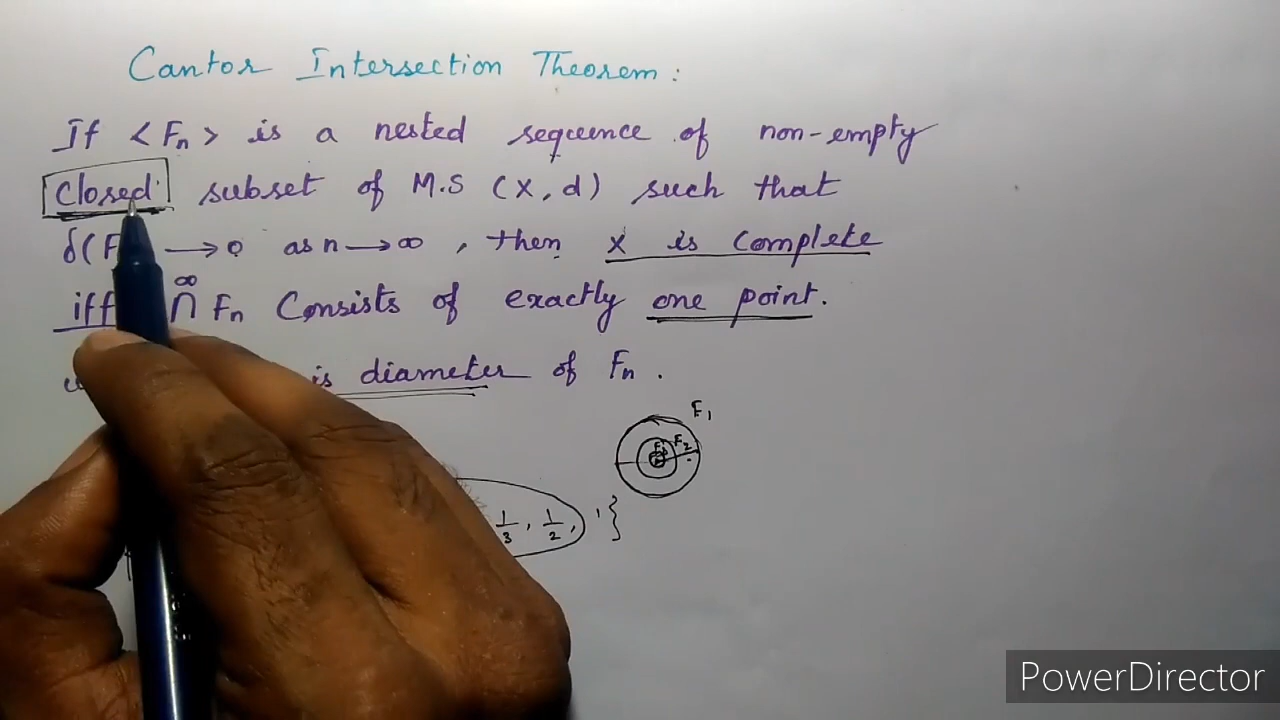 Cantor Intersection Theorem :
If < Fn > is a nested sequence of non-empty
closed subset of M.S (X, d) such that
δ(F → 0 as n → ∞ , then X is complete
iff ∞ ∩ Fn Consists of exactly one point.
is diameter of Fn .
F1
F2
1/3 , 1/2 , 1 }
PowerDirector